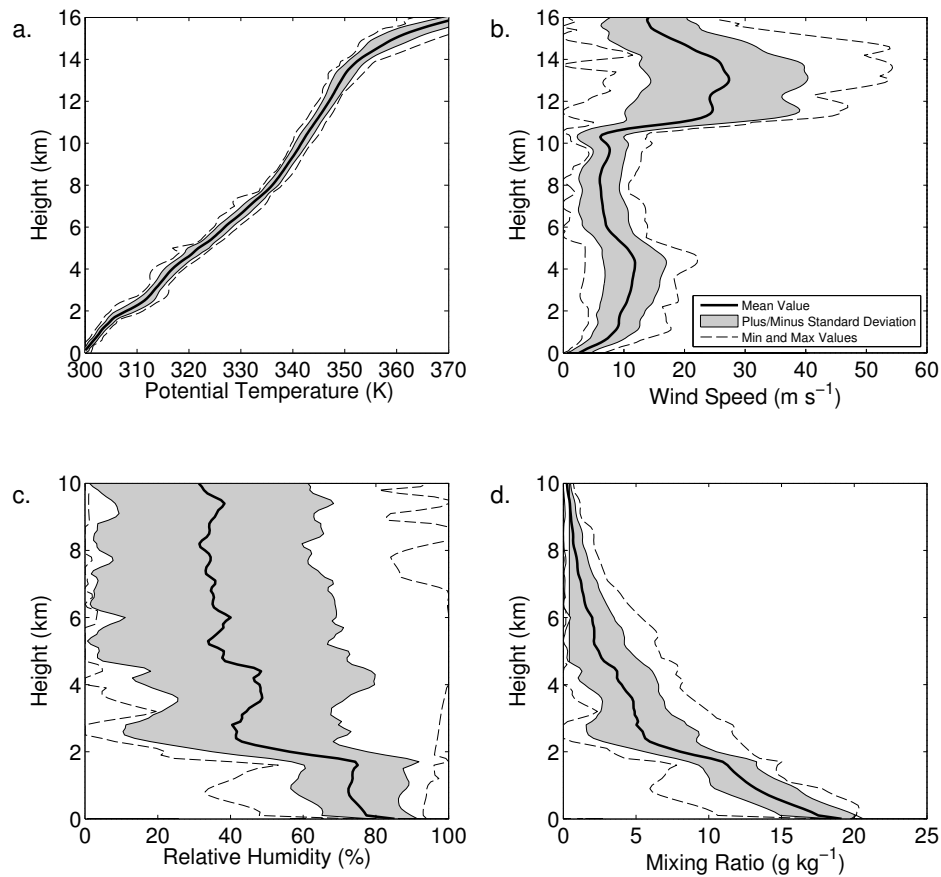 a.
16
14
12
10
8
6
4
2
0
Height (km)
300 310 320 330 340 350 360 370
Potential Temperature (K)
b.
16
14
12
10
8
6
4
2
0
Height (km)
Mean Value
Plus/Minus Standard Deviation
Min and Max Values
0 10 20 30 40 50 60
Wind Speed (m s⁻¹)
c.
10
8
6
4
2
0
Height (km)
0 20 40 60 80 100
Relative Humidity (%)
d.
10
8
6
4
2
0
Height (km)
0 5 10 15 20 25
Mixing Ratio (g kg⁻¹)